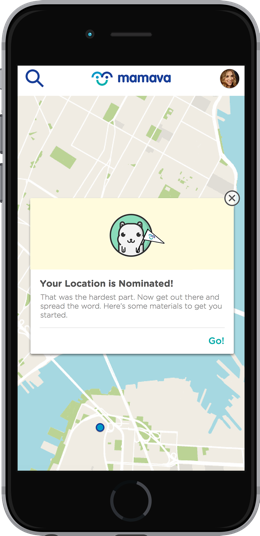 mamava
Your Location is Nominated!
That was the hardest part. Now get out there and
spread the word. Here's some materials to get you
started.
Go!